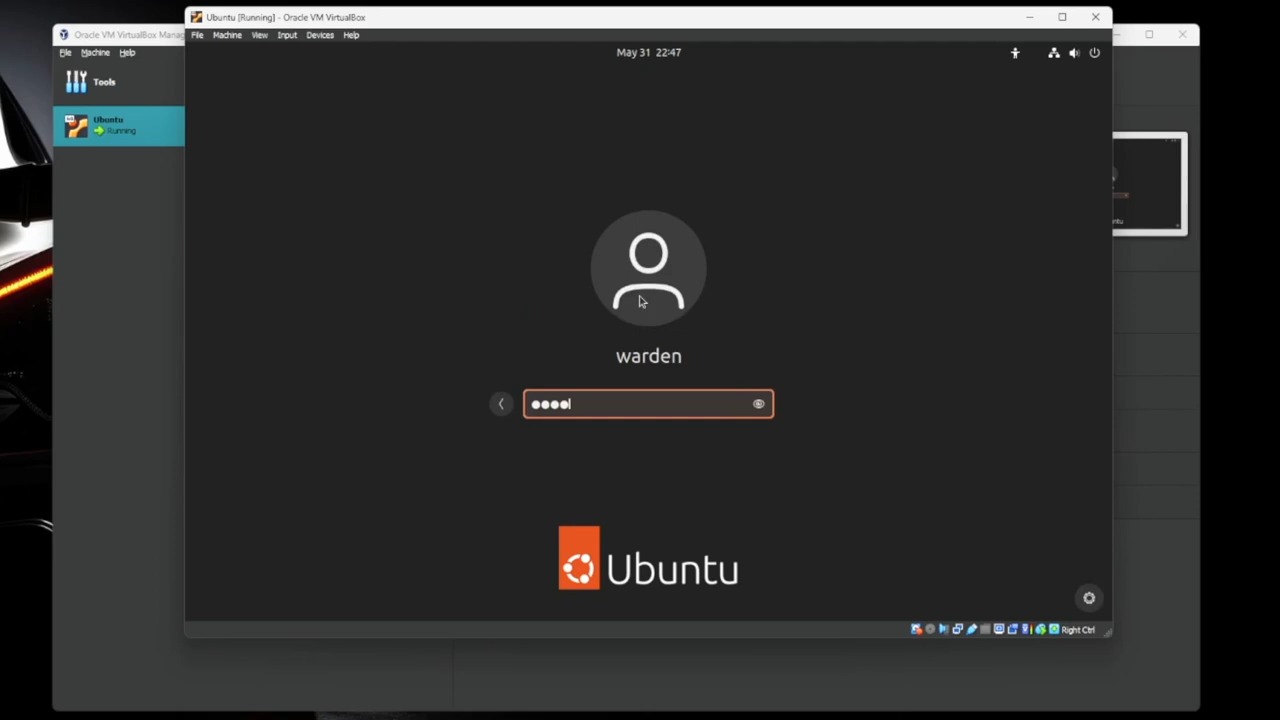 Oracle VM VirtualBox Manag
File Machine Help
Tools
Ubuntu
Running
Ubuntu [Running] - Oracle VM VirtualBox
File Machine View Input Devices Help
May 31 22:47
warden
Ubuntu
Right Ctrl